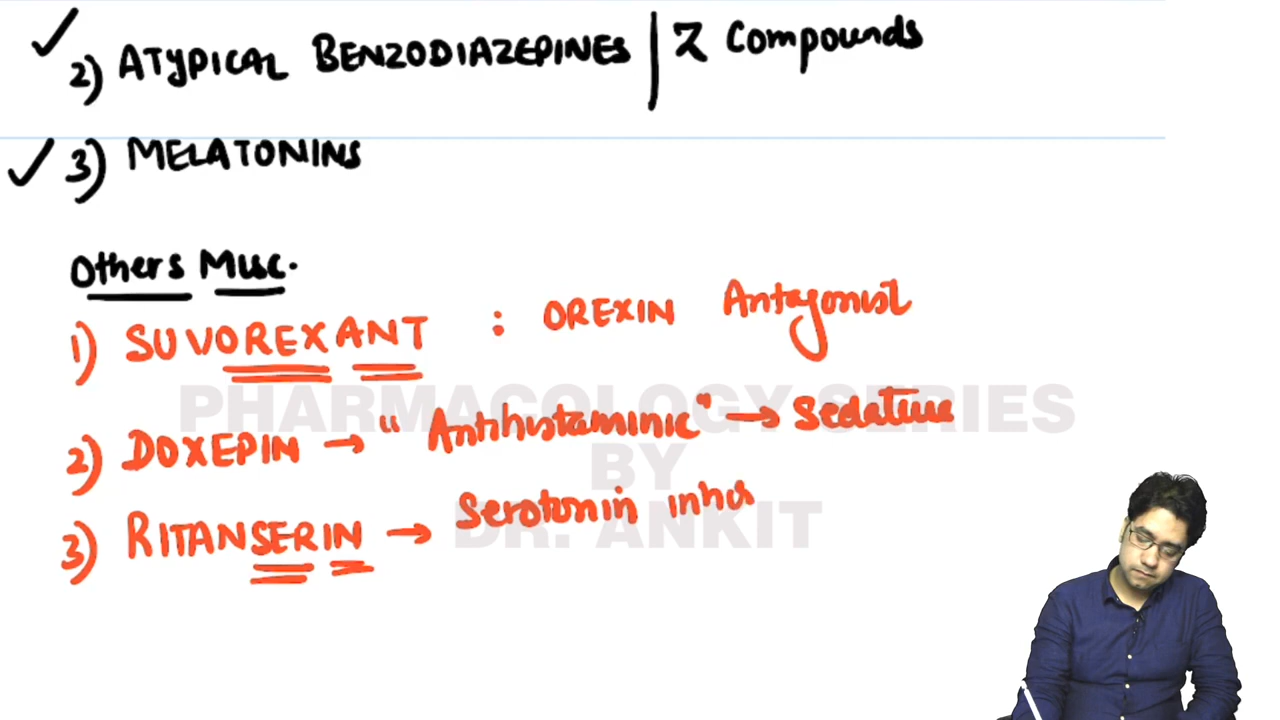 2) ATYPICAL BENZODIAZEPINES | Z Compounds
3) MELATONINS
Others Misc.
1) SUVOREXANT : OREXIN Antagonist
2) DOXEPIN → "Antihistaminic" → Sedative
3) RITANSERIN → Serotonin inhi
PHARMACOLOGY SERIES
BY
DR. ANKIT